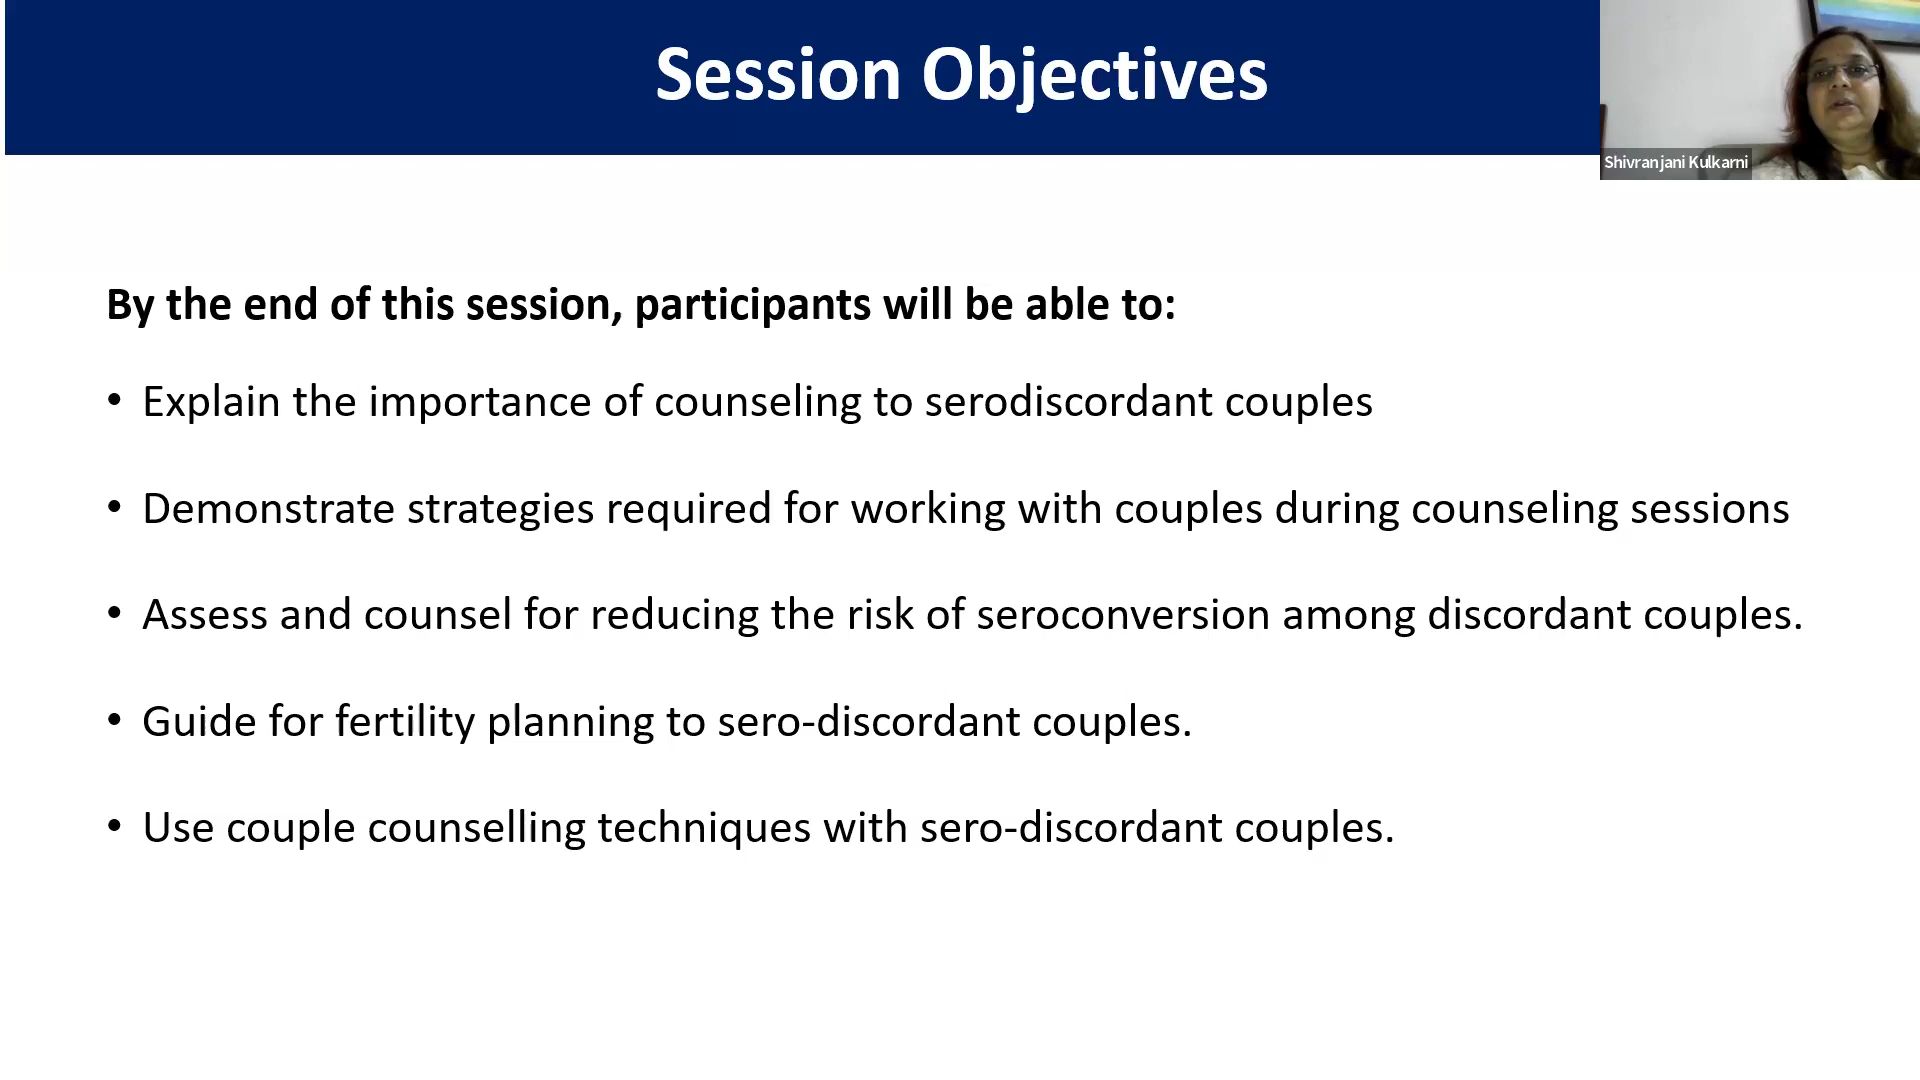 Session Objectives
Shivranjani Kulkarni
By the end of this session, participants will be able to:
• Explain the importance of counseling to serodiscordant couples
• Demonstrate strategies required for working with couples during counseling sessions
• Assess and counsel for reducing the risk of seroconversion among discordant couples.
• Guide for fertility planning to sero-discordant couples.
• Use couple counselling techniques with sero-discordant couples.